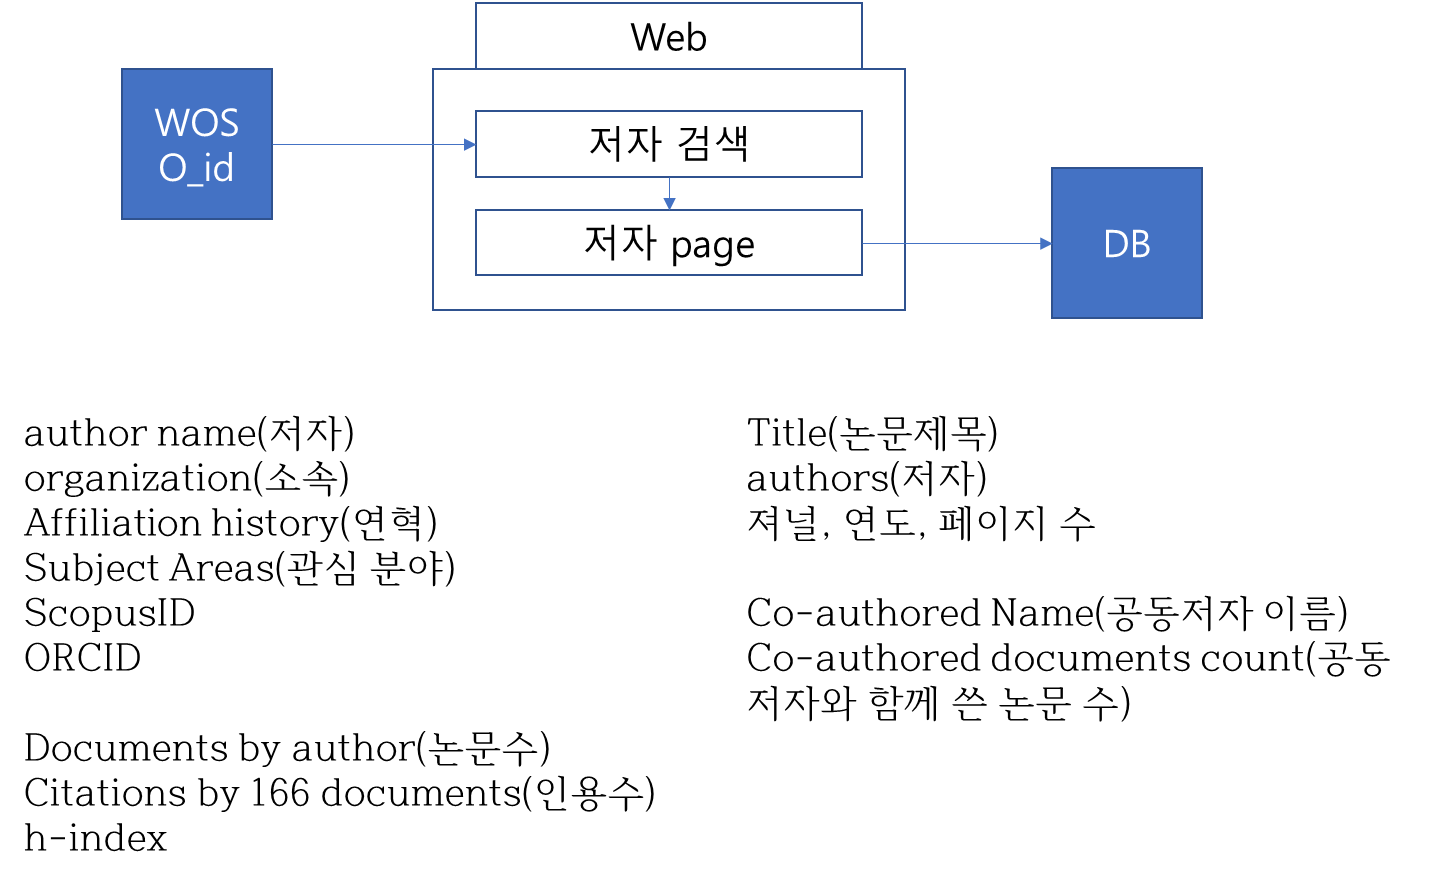 Web
WOS
O_id
저자 검색
저자 page
DB
author name(저자)
organization(소속)
Affiliation history(연혁)
Subject Areas(관심 분야)
ScopusID
ORCID
Documents by author(논문수)
Citations by 166 documents(인용수)
h-index
Title(논문제목)
authors(저자)
져널, 연도, 페이지 수
Co-authored Name(공동저자 이름)
Co-authored documents count(공동
저자와 함께 쓴 논문 수)